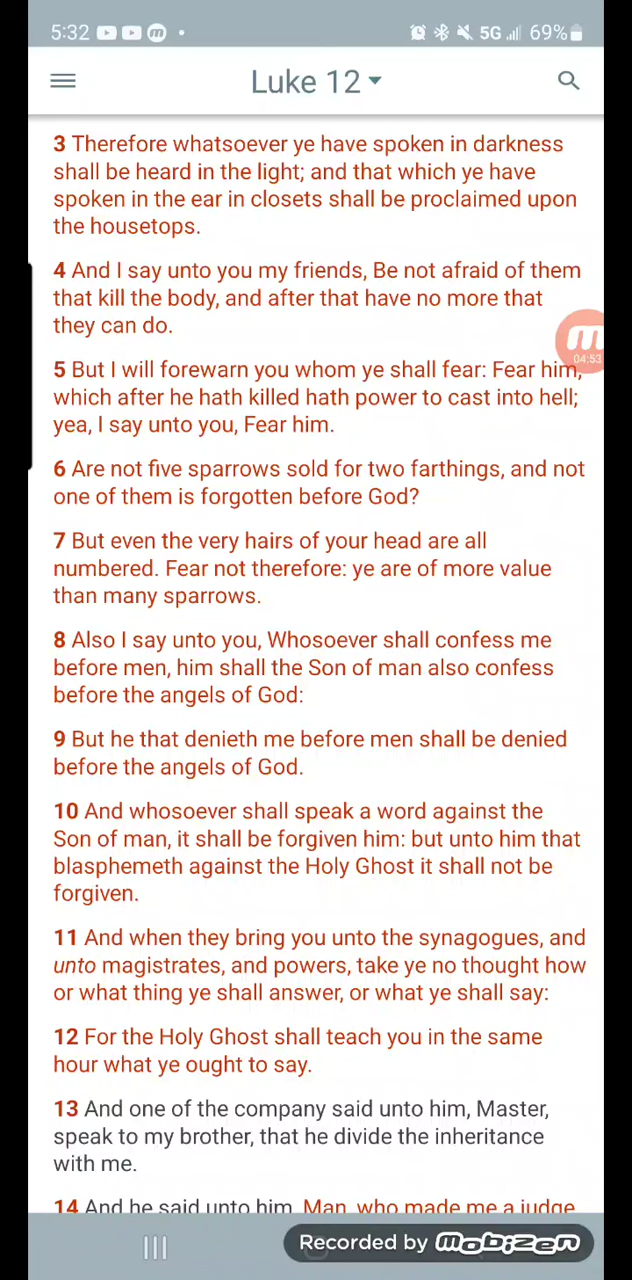 5:32 5G 69%
Luke 12
3 Therefore whatsoever ye have spoken in darkness
shall be heard in the light; and that which ye have
spoken in the ear in closets shall be proclaimed upon
the housetops.
4 And I say unto you my friends, Be not afraid of them
that kill the body, and after that have no more that
they can do.
m
04:53
5 But I will forewarn you whom ye shall fear: Fear him,
which after he hath killed hath power to cast into hell;
yea, I say unto you, Fear him.
6 Are not five sparrows sold for two farthings, and not
one of them is forgotten before God?
7 But even the very hairs of your head are all
numbered. Fear not therefore: ye are of more value
than many sparrows.
8 Also I say unto you, Whosoever shall confess me
before men, him shall the Son of man also confess
before the angels of God:
9 But he that denieth me before men shall be denied
before the angels of God.
10 And whosoever shall speak a word against the
Son of man, it shall be forgiven him: but unto him that
blasphemeth against the Holy Ghost it shall not be
forgiven.
11 And when they bring you unto the synagogues, and
unto magistrates, and powers, take ye no thought how
or what thing ye shall answer, or what ye shall say:
12 For the Holy Ghost shall teach you in the same
hour what ye ought to say.
13 And one of the company said unto him, Master,
speak to my brother, that he divide the inheritance
with me.
14 And he said unto him, Man, who made me a judge
Recorded by mobizen